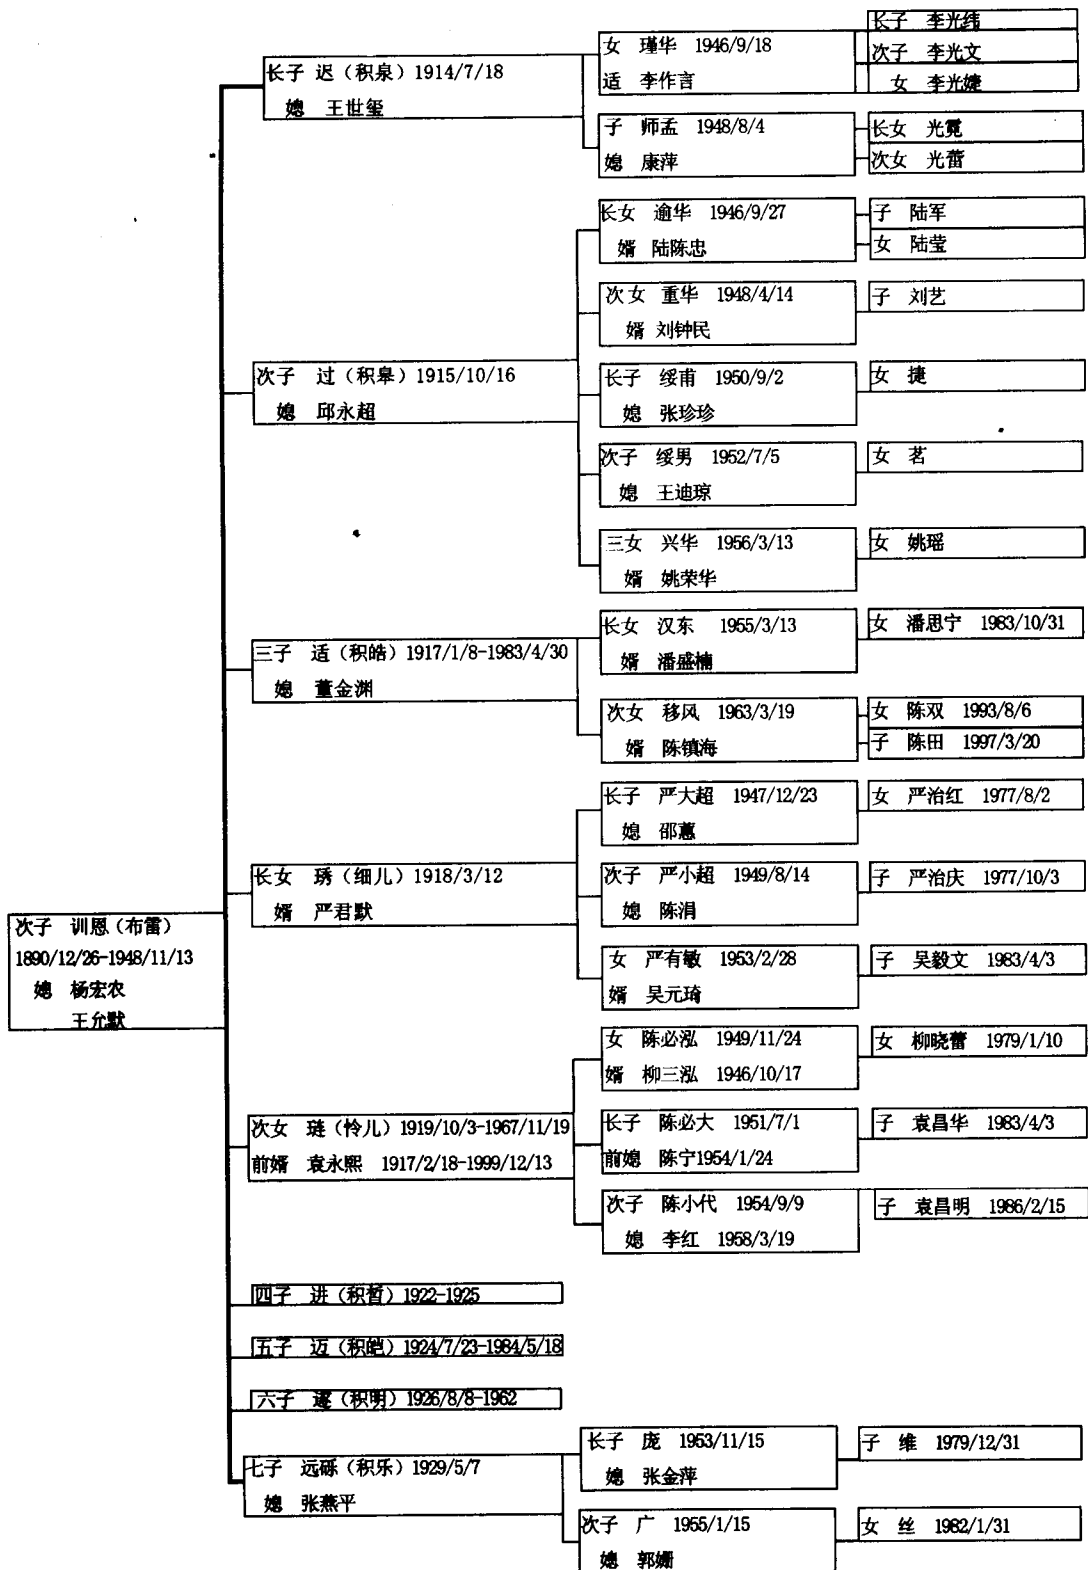 次子 训恩（布雷）
1890/12/26-1948/11/13
媳 杨宏农
王允默
长子 迟（积泉）1914/7/18
媳 王世玺
女 瑾华 1946/9/18
适 李作言
长子 李光纬
次子 李光文
女 李光婕
子 师孟 1948/8/4
媳 康萍
长女 光霓
次女 光蕾
次子 过（积皋）1915/10/16
媳 邱永超
长女 逾华 1946/9/27
婿 陆陈忠
子 陆军
女 陆莹
次女 重华 1948/4/14
婿 刘钟民
子 刘艺
长子 绥甫 1950/9/2
媳 张珍珍
女 捷
次子 绥男 1952/7/5
媳 王迪琼
女 茗
三女 兴华 1956/3/13
婿 姚荣华
女 姚瑶
三子 适（积皓）1917/1/8-1983/4/30
媳 董金渊
长女 汉东 1955/3/13
婿 潘盛楠
女 潘思宁 1983/10/31
次女 移风 1963/3/19
婿 陈镇海
女 陈双 1993/8/6
子 陈田 1997/3/20
长女 琇（细儿）1918/3/12
婿 严君默
长子 严大超 1947/12/23
媳 邵蕙
女 严治红 1977/8/2
次子 严小超 1949/8/14
媳 陈涓
子 严治庆 1977/10/3
女 严有敏 1953/2/28
婿 吴元琦
子 吴毅文 1983/4/3
次女 琏（怜儿）1919/10/3-1967/11/19
前婿 袁永熙 1917/2/18-1999/12/13
女 陈必泓 1949/11/24
婿 柳三泓 1946/10/17
女 柳晓蕾 1979/1/10
长子 陈必大 1951/7/1
前媳 陈宁1954/1/24
子 袁昌华 1983/4/3
次子 陈小代 1954/9/9
媳 李红 1958/3/19
子 袁昌明 1986/2/15
四子 进（积哲）1922-1925
五子 迈（积皑）1924/7/23-1984/5/18
六子 遂（积明）1926/8/8-1962
七子 远砾（积乐）1929/5/7
媳 张燕平
长子 庞 1953/11/15
媳 张金萍
子 维 1979/12/31
次子 广 1955/1/15
媳 郭姗
女 丝 1982/1/31